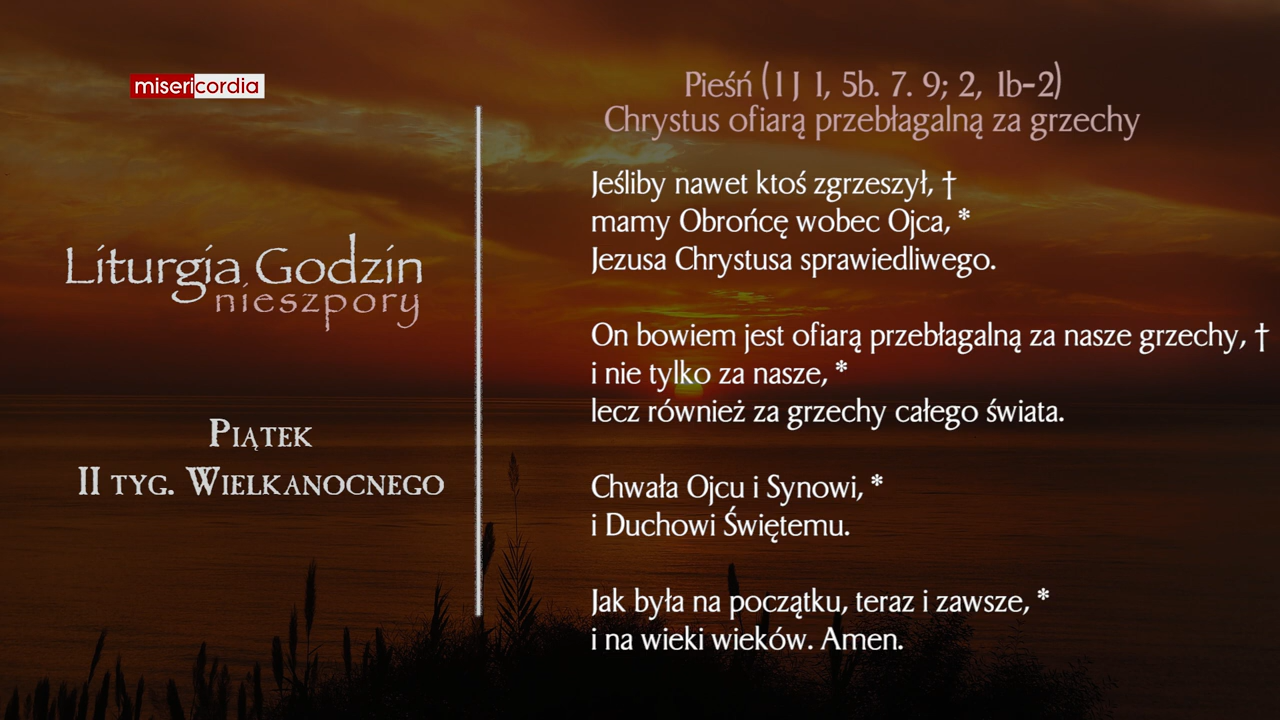 misericordia
Liturgia Godzin
nieszpory
Piątek
II tyg. Wielkanocnego
Pieśń (1 J 1, 5b. 7. 9; 2, 1b-2)
Chrystus ofiarą przebłagalną za grzechy
Jeśliby nawet ktoś zgrzeszył, †
mamy Obrońcę wobec Ojca, *
Jezusa Chrystusa sprawiedliwego.
On bowiem jest ofiarą przebłagalną za nasze grzechy, †
i nie tylko za nasze, *
lecz również za grzechy całego świata.
Chwała Ojcu i Synowi, *
i Duchowi Świętemu.
Jak była na początku, teraz i zawsze, *
i na wieki wieków. Amen.